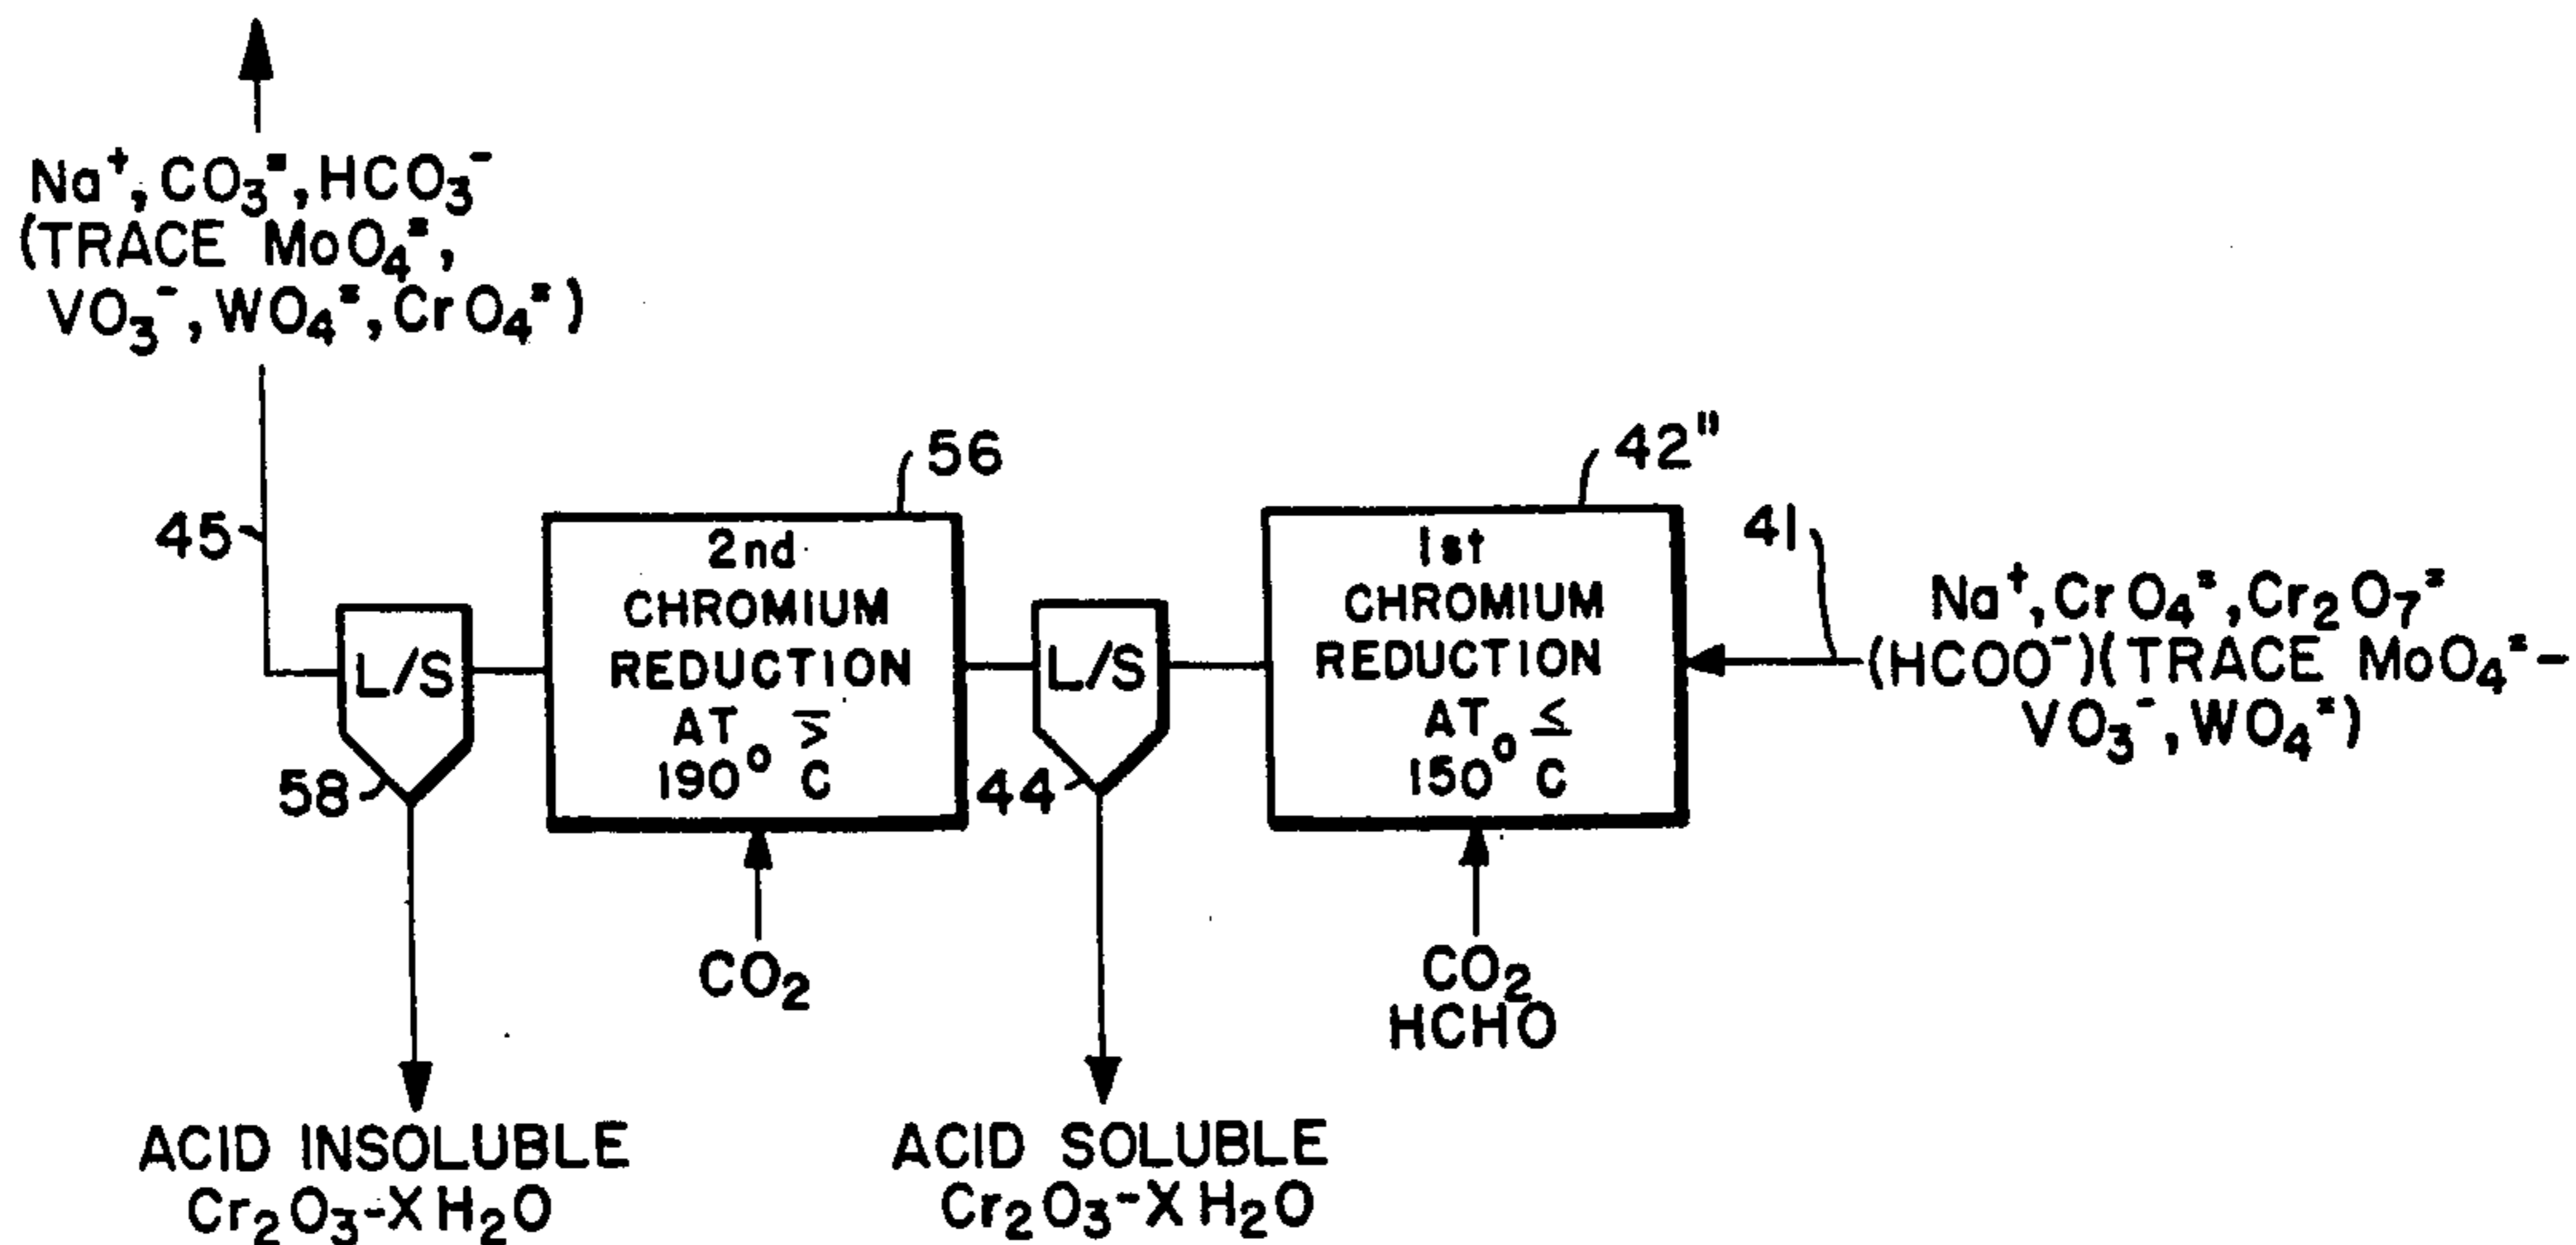 Na⁺, CO₃⁼, HCO₃⁻
(TRACE MoO₄⁼,
VO₃⁻, WO₄⁼, CrO₄⁼)
45
L/S
58
ACID INSOLUBLE
Cr₂O₃-XH₂O
56
2nd
CHROMIUM
REDUCTION
AT ≥
190° C
CO₂
L/S
44
ACID SOLUBLE
Cr₂O₃-XH₂O
42"
1st
CHROMIUM
REDUCTION
AT ≤
150° C
CO₂
HCHO
41
Na⁺, CrO₄⁼, Cr₂O₇⁼
(HCOO⁻)(TRACE MoO₄⁼-
VO₃⁻, WO₄⁼)